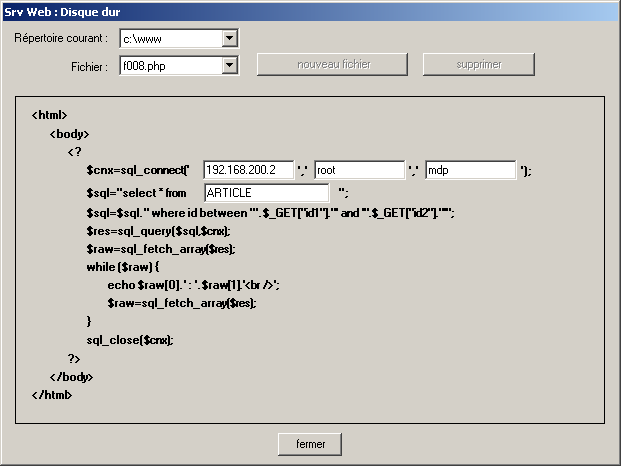 Srv Web : Disque dur
Répertoire courant : c:\www
Fichier : f008.php nouveau fichier supprimer
<html>
<body>
<?
$cnx=sql_connect(' 192.168.200.2 ',' root ',' mdp ');
$sql="select * from ARTICLE ";
$sql=$sql." where id between '".$_GET["id1"]."' and '".$_GET["id2"]."'";
$res=sql_query($sql,$cnx);
$raw=sql_fetch_array($res);
while ($raw) {
echo $raw[0].' : '.$raw[1].'<br />';
$raw=sql_fetch_array($res);
}
sql_close($cnx);
?>
</body>
</html>
fermer